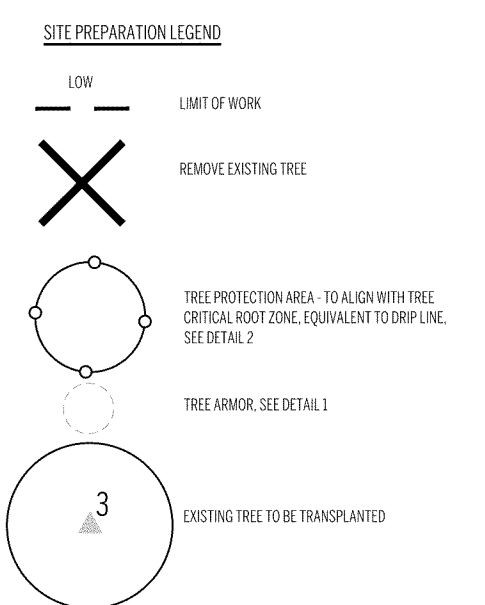 SITE PREPARATION LEGEND
LOW
LIMIT OF WORK
REMOVE EXISTING TREE
TREE PROTECTION AREA - TO ALIGN WITH TREE
CRITICAL ROOT ZONE, EQUIVALENT TO DRIP LINE,
SEE DETAIL 2
TREE ARMOR, SEE DETAIL 1
3
EXISTING TREE TO BE TRANSPLANTED